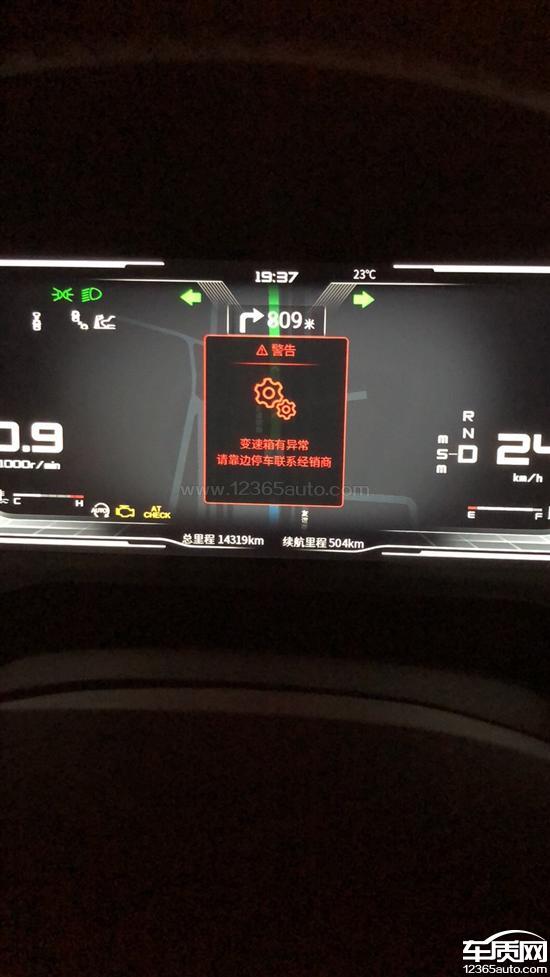 19:37
23℃
809米
警告
变速箱有异常
请靠边停车联系经销商
0.9
1000r/min
R
N
D
M
S
M
24
km/h
C
H
E
F
AUTO
AT
CHECK
www.12365auto.com
总里程 14319km
续航里程 504km
车质网
12365auto.com